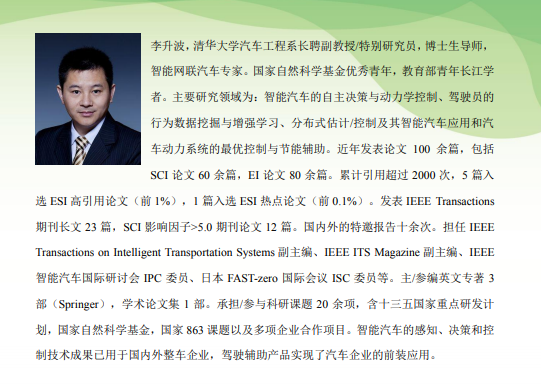 李升波，清华大学汽车工程系长聘副教授/特别研究员，博士生导师，
智能网联汽车专家。国家自然科学基金优秀青年，教育部青年长江学
者。主要研究领域为：智能汽车的自主决策与动力学控制、驾驶员的
行为数据挖掘与增强学习、分布式估计/控制及其智能汽车应用和汽
车动力系统的最优控制与节能辅助。近年发表论文 100 余篇，包括
SCI 论文 60 余篇，EI 论文 80 余篇。累计引用超过 2000 次，5 篇入
选 ESI 高引用论文（前 1%），1 篇入选 ESI 热点论文（前 0.1%）。发表 IEEE Transactions
期刊长文 23 篇，SCI 影响因子>5.0 期刊论文 12 篇。国内外的特邀报告十余次。担任 IEEE
Transactions on Intelligent Transportation Systems 副主编、IEEE ITS Magazine 副主编、IEEE
智能汽车国际研讨会 IPC 委员、日本 FAST-zero 国际会议 ISC 委员等。主/参编英文专著 3
部（Springer），学术论文集 1 部。承担/参与科研课题 20 余项，含十三五国家重点研发计
划，国家自然科学基金，国家 863 课题以及多项企业合作项目。智能汽车的感知、决策和控
制技术成果已用于国内外整车企业，驾驶辅助产品实现了汽车企业的前装应用。